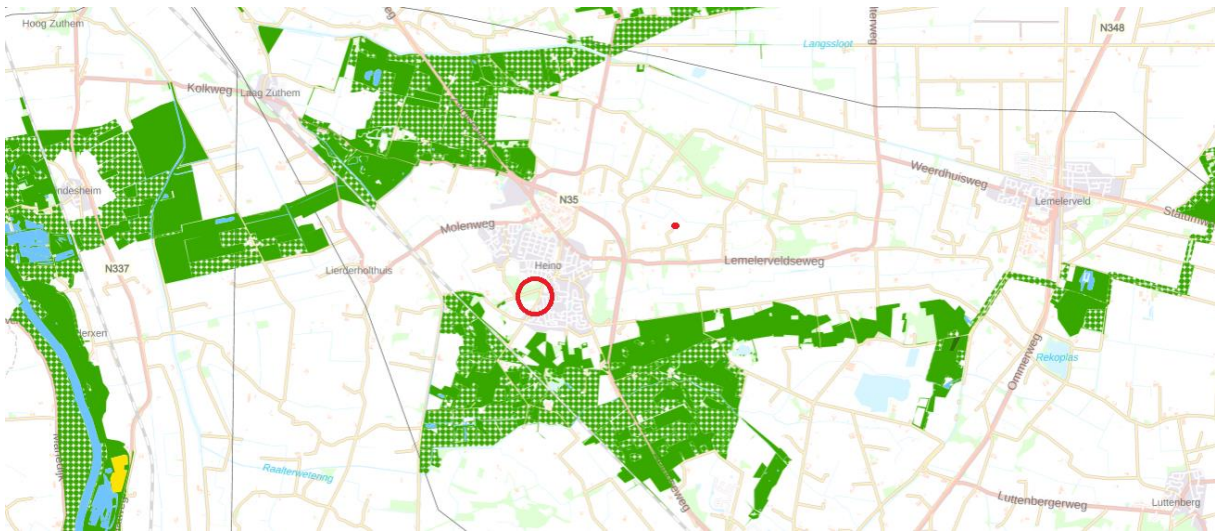 Hoog Zuthem
N348
Langssloot
Kolkweg
Laag Zuthem
Weerdhuisweg
N35
Lemelerveld
Molenweg
Lemelerveldseweg
Heino
N337
Lierderholthuis
Ommerweg
Rekoplas
Raalterwetering
Luttenbergerweg
Luttenberg